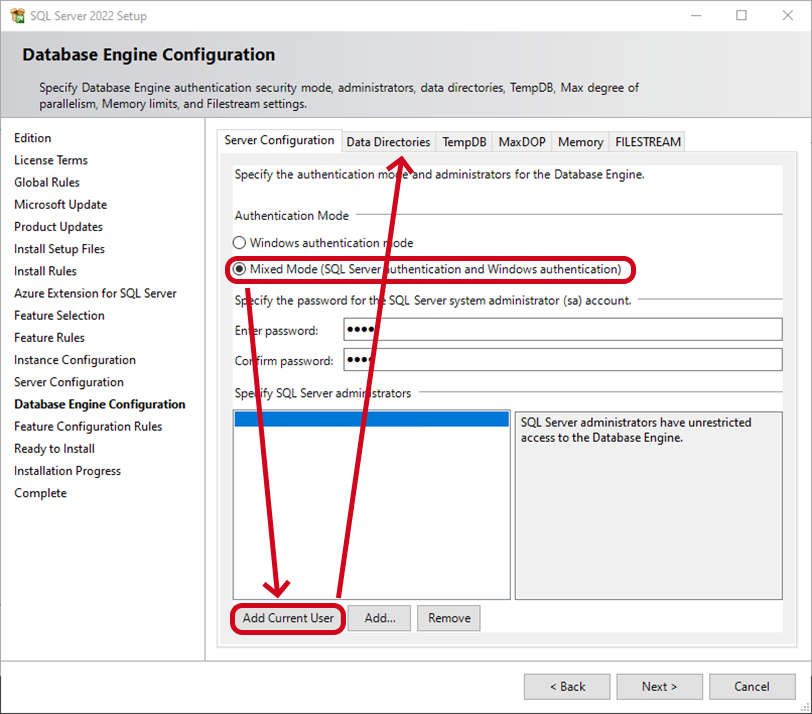 SQL Server 2022 Setup
Database Engine Configuration
Specify Database Engine authentication security mode, administrators, data directories, TempDB, Max degree of
parallelism, Memory limits, and Filestream settings.
Edition
License Terms
Global Rules
Microsoft Update
Product Updates
Install Setup Files
Install Rules
Azure Extension for SQL Server
Feature Selection
Feature Rules
Instance Configuration
Server Configuration
Database Engine Configuration
Feature Configuration Rules
Ready to Install
Installation Progress
Complete
Server Configuration Data Directories TempDB MaxDOP Memory FILESTREAM
Specify the authentication mode and administrators for the Database Engine.
Authentication Mode
Windows authentication mode
Mixed Mode (SQL Server authentication and Windows authentication)
Specify the password for the SQL Server system administrator (sa) account.
Enter password: ●●●●
Confirm password: ●●●●
Specify SQL Server administrators
SQL Server administrators have unrestricted
access to the Database Engine.
Add Current User Add... Remove
< Back Next > Cancel